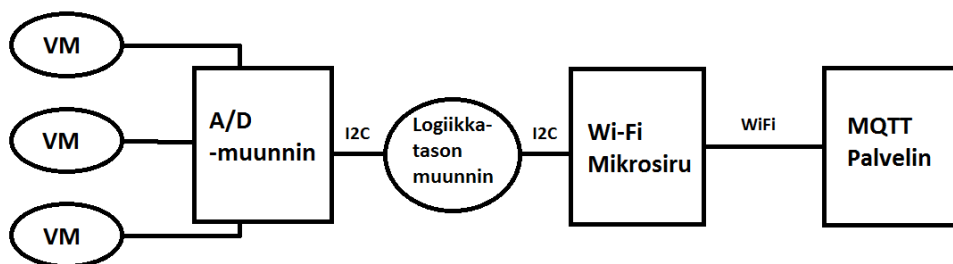 VM
VM
VM
A/D
-muunnin
I2C
Logiikka-
tason
muunnin
I2C
Wi-Fi
Mikrosiru
WiFi
MQTT
Palvelin